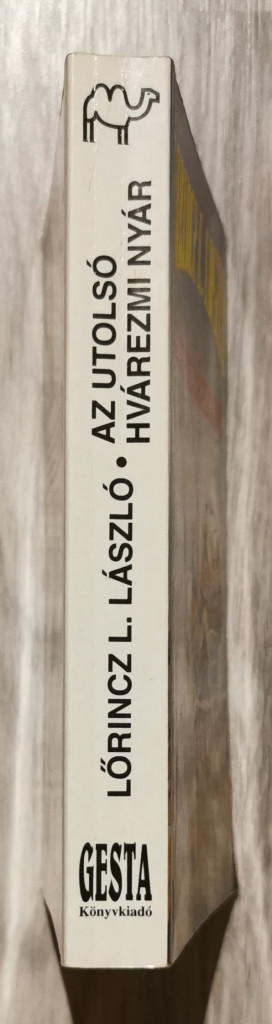 LŐRINCZ L. LÁSZLÓ • AZ UTOLSÓ
HVÁREZMI NYÁR
GESTA
Könyvkiadó